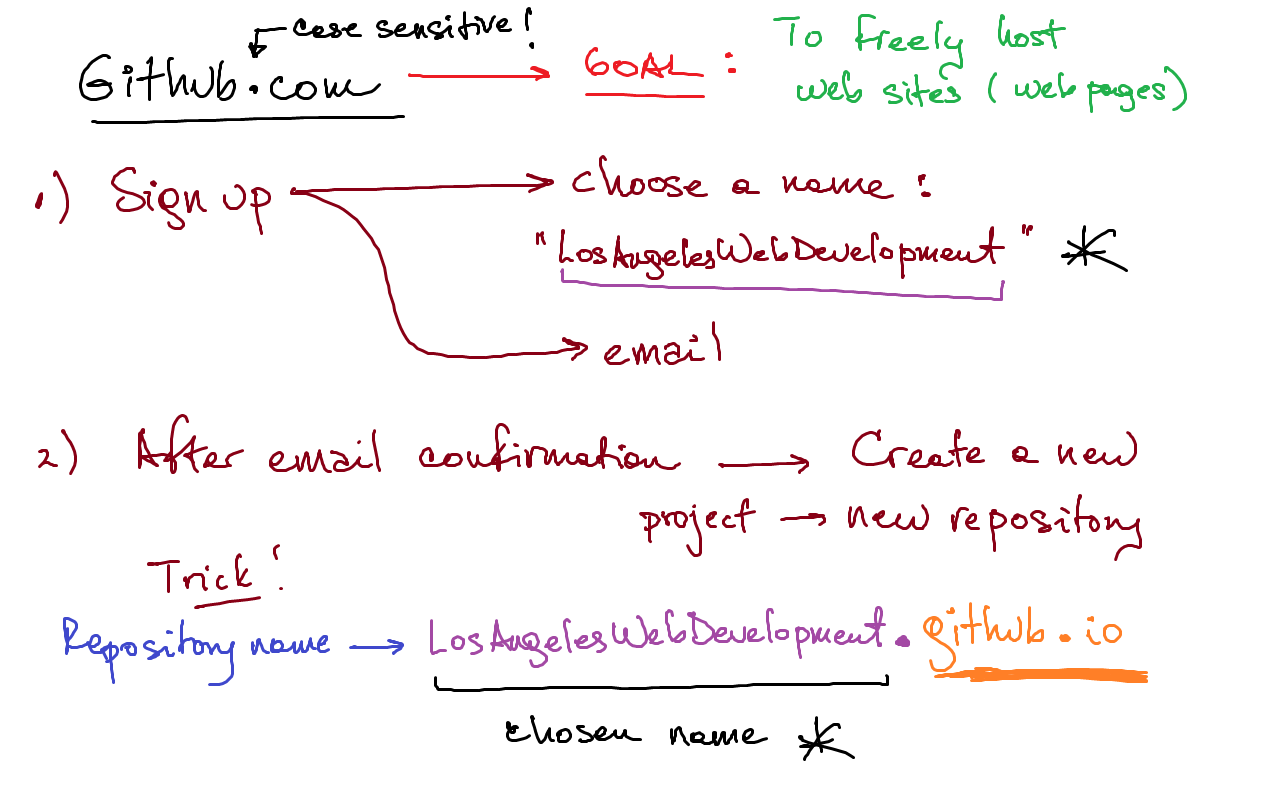 case sensitive!
Github.com → GOAL : To freely host
web sites (web pages)
1) Sign up → choose a name :
"LosAngelesWebDevelopment" *
→ email
2) After email confirmation → Create a new
project → new repository
Trick!
Repository name → LosAngelesWebDevelopment.github.io
chosen name *